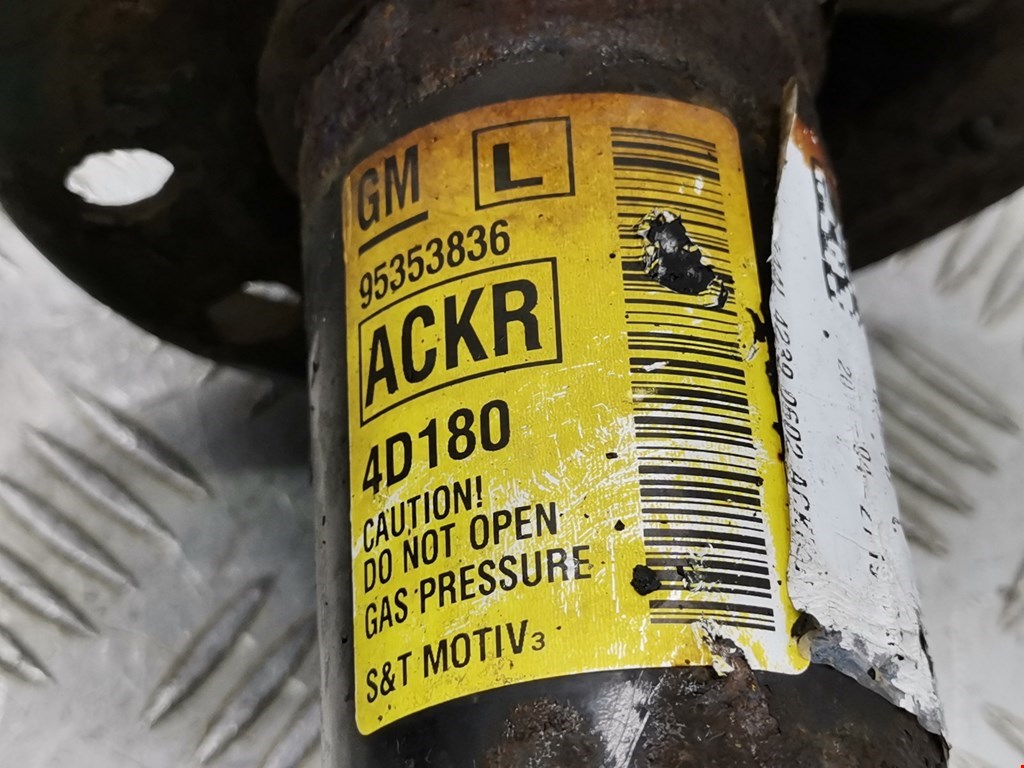 GM L
95353836
ACKR
4D180
CAUTION!
DO NOT OPEN
GAS PRESSURE
S&T MOTIV₃